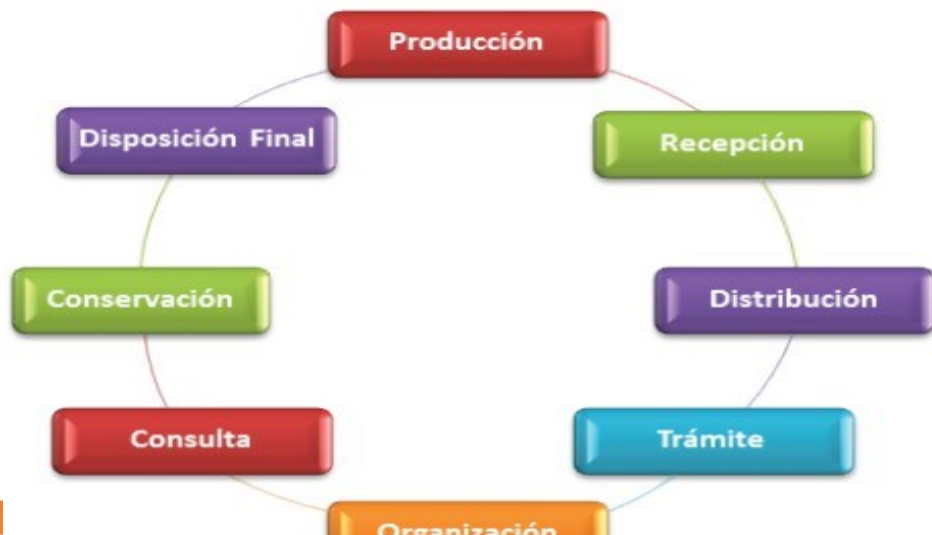 Producción
Recepción
Distribución
Trámite
Organización
Consulta
Conservación
Disposición Final